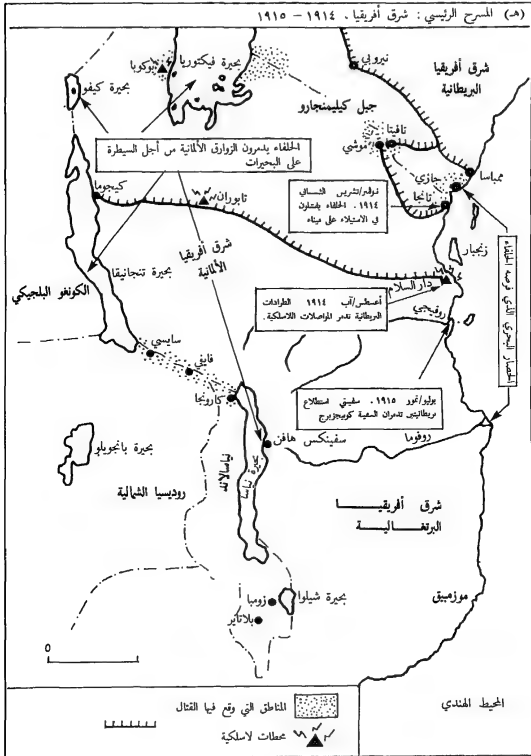 (هـ) المسرح الرئيسي : شرق أفريقيا، ١٩١٤ - ١٩١٥
نيروبي
شرق أفريقيا
البريطانية
بحيرة فيكتوريا
بوكوبا
بحيرة كيفو
جبل كيليمنجارو
تافيتا
موشي
الحلفاء يدمرون الزوارق الألمانية من أجل السيطرة
على البحيرات
ممباسا
جازي
تانجا
نوفمبر/تشرين الثاني
١٩١٤. الحلفاء يفشلون
في الاستيلاء على ميناء
كيجوما
تابوران
زنجبار
الحصار البحري الذي فرضه الحلفاء
شرق أفريقيا
الألمانية
بحيرة تنجانيقا
الكونغو البلجيكي
دار السلام
روفيجي
أغسطس/آب ١٩١٤ الطرادات
البريطانية تدمر المواصلات اللاسلكية.
سايسي
فايفي
كارونجا
يوليو/تموز ١٩١٥. سفينتي استطلاع
بريطانيتين تدمران السفينة كونيجزبرج
روفوما
سفينكس هافن
بحيرة نياسا
نياسالاند
بحيرة بانجويلو
روديسيا الشمالية
شرق أفريقيا
البرتغالية
بحيرة شيلوا
زومبا
بلانتاير
موزمبيق
0
المناطق التي وقع فيها القتال
المحيط الهندي
محطات لاسلكية